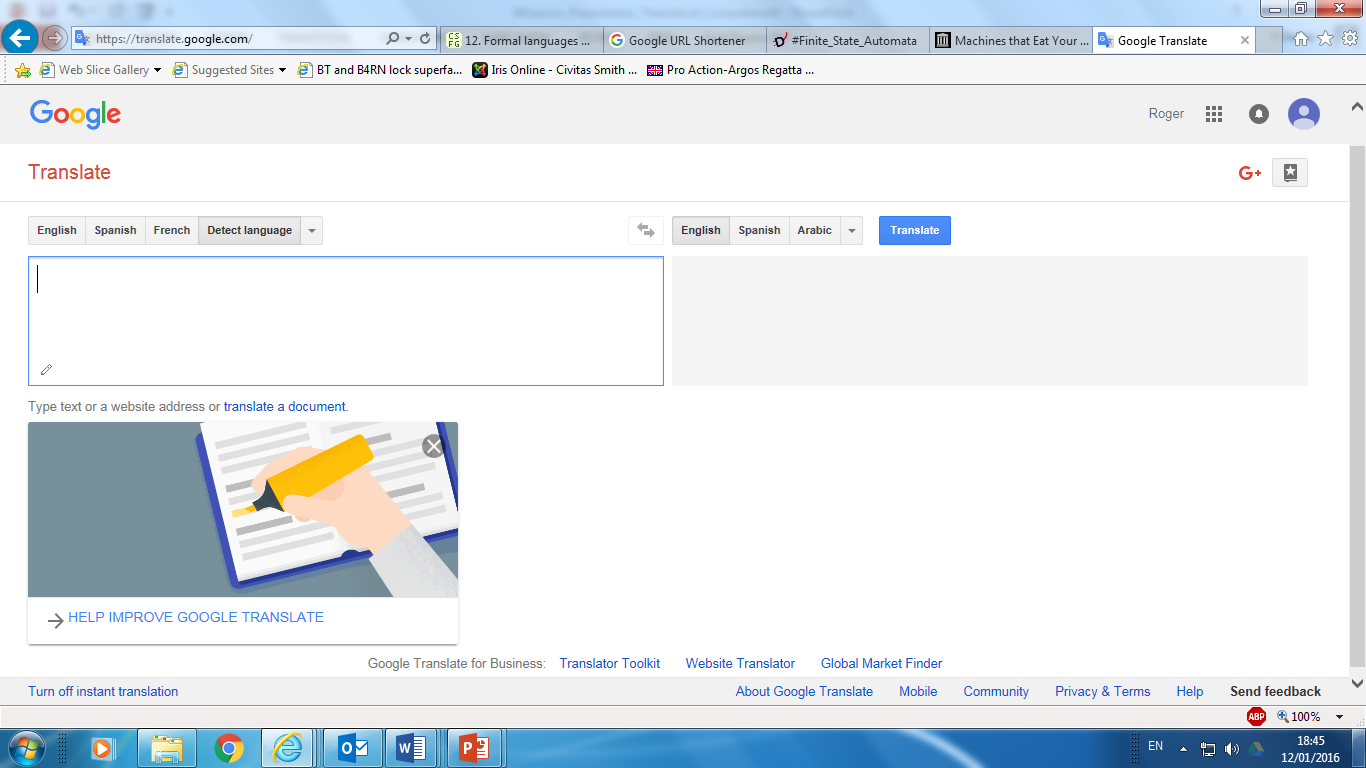 https://translate.google.com/
12. Formal languages ...
Google URL Shortener
#Finite_State_Automata
Machines that Eat Your ...
Google Translate
Web Slice Gallery
Suggested Sites
BT and B4RN lock superfa...
Iris Online - Civitas Smith ...
Pro Action-Argos Regatta ...
Google
Roger
Translate
G+
English Spanish French Detect language
English Spanish Arabic
Translate
Type text or a website address or translate a document.
HELP IMPROVE GOOGLE TRANSLATE
Google Translate for Business: Translator Toolkit Website Translator Global Market Finder
Turn off instant translation
About Google Translate Mobile Community Privacy & Terms Help Send feedback
ABP
100%
EN
18:45
12/01/2016